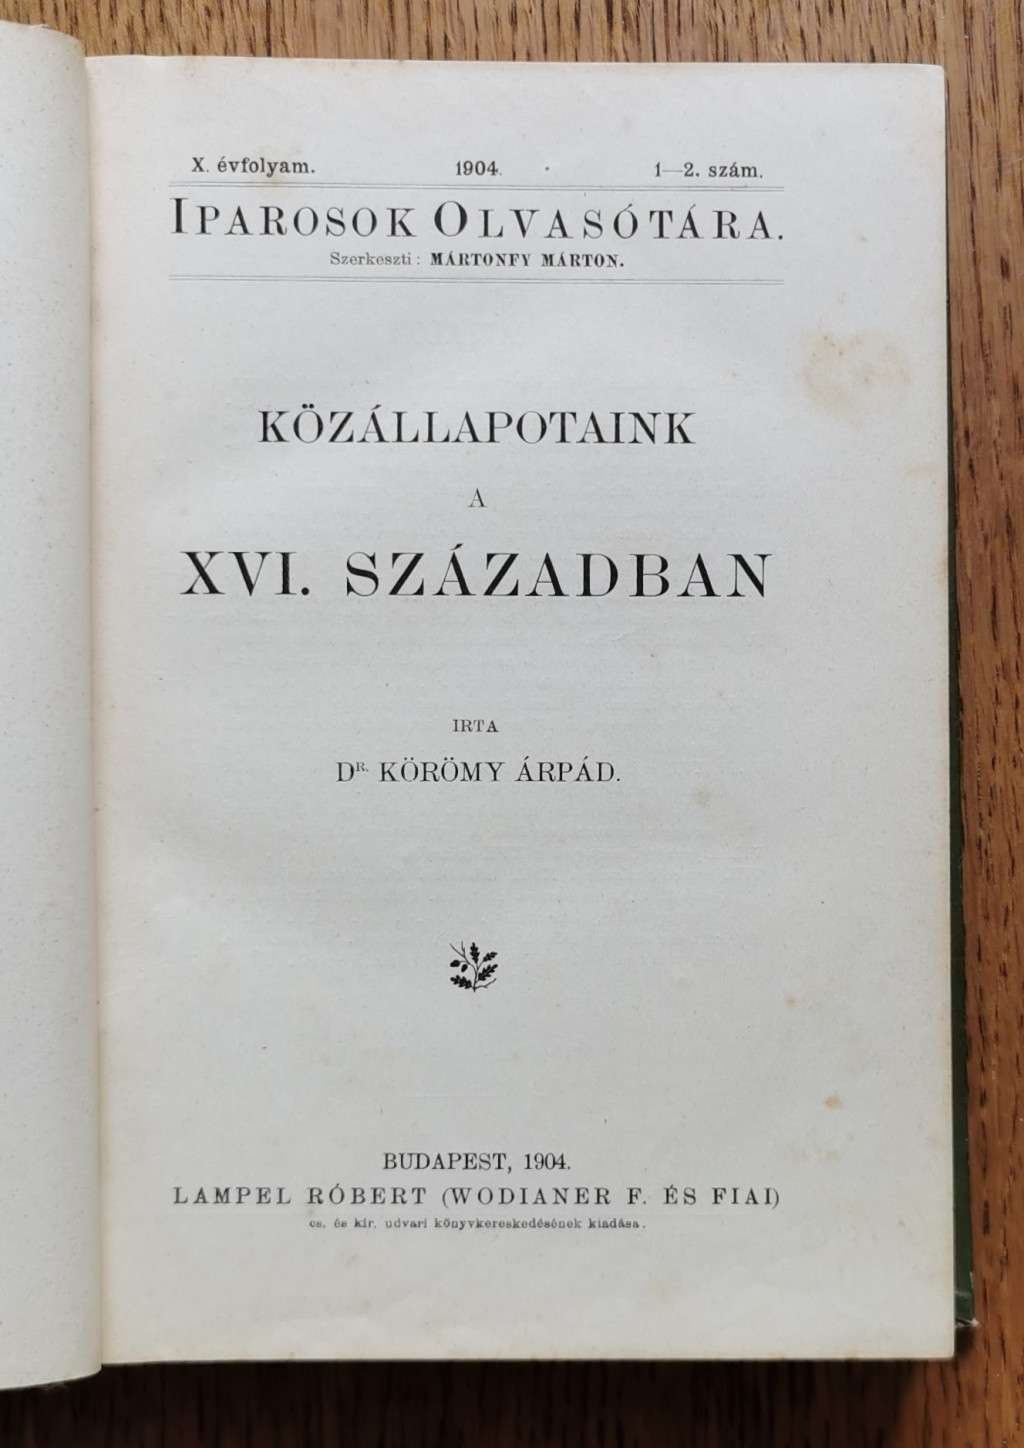 X. évfolyam. 1904. 1—2. szám.
IPAROSOK OLVASÓTÁRA.
Szerkeszti: MÁRTONFY MÁRTON.
KÖZÁLLAPOTAINK
A
XVI. SZÁZADBAN
IRTA
DR. KÖRÖMY ÁRPÁD.
BUDAPEST, 1904.
LAMPEL RÓBERT (WODIANER F. ÉS FIAI)
cs. és kir. udvari könyvkereskedésének kiadása.